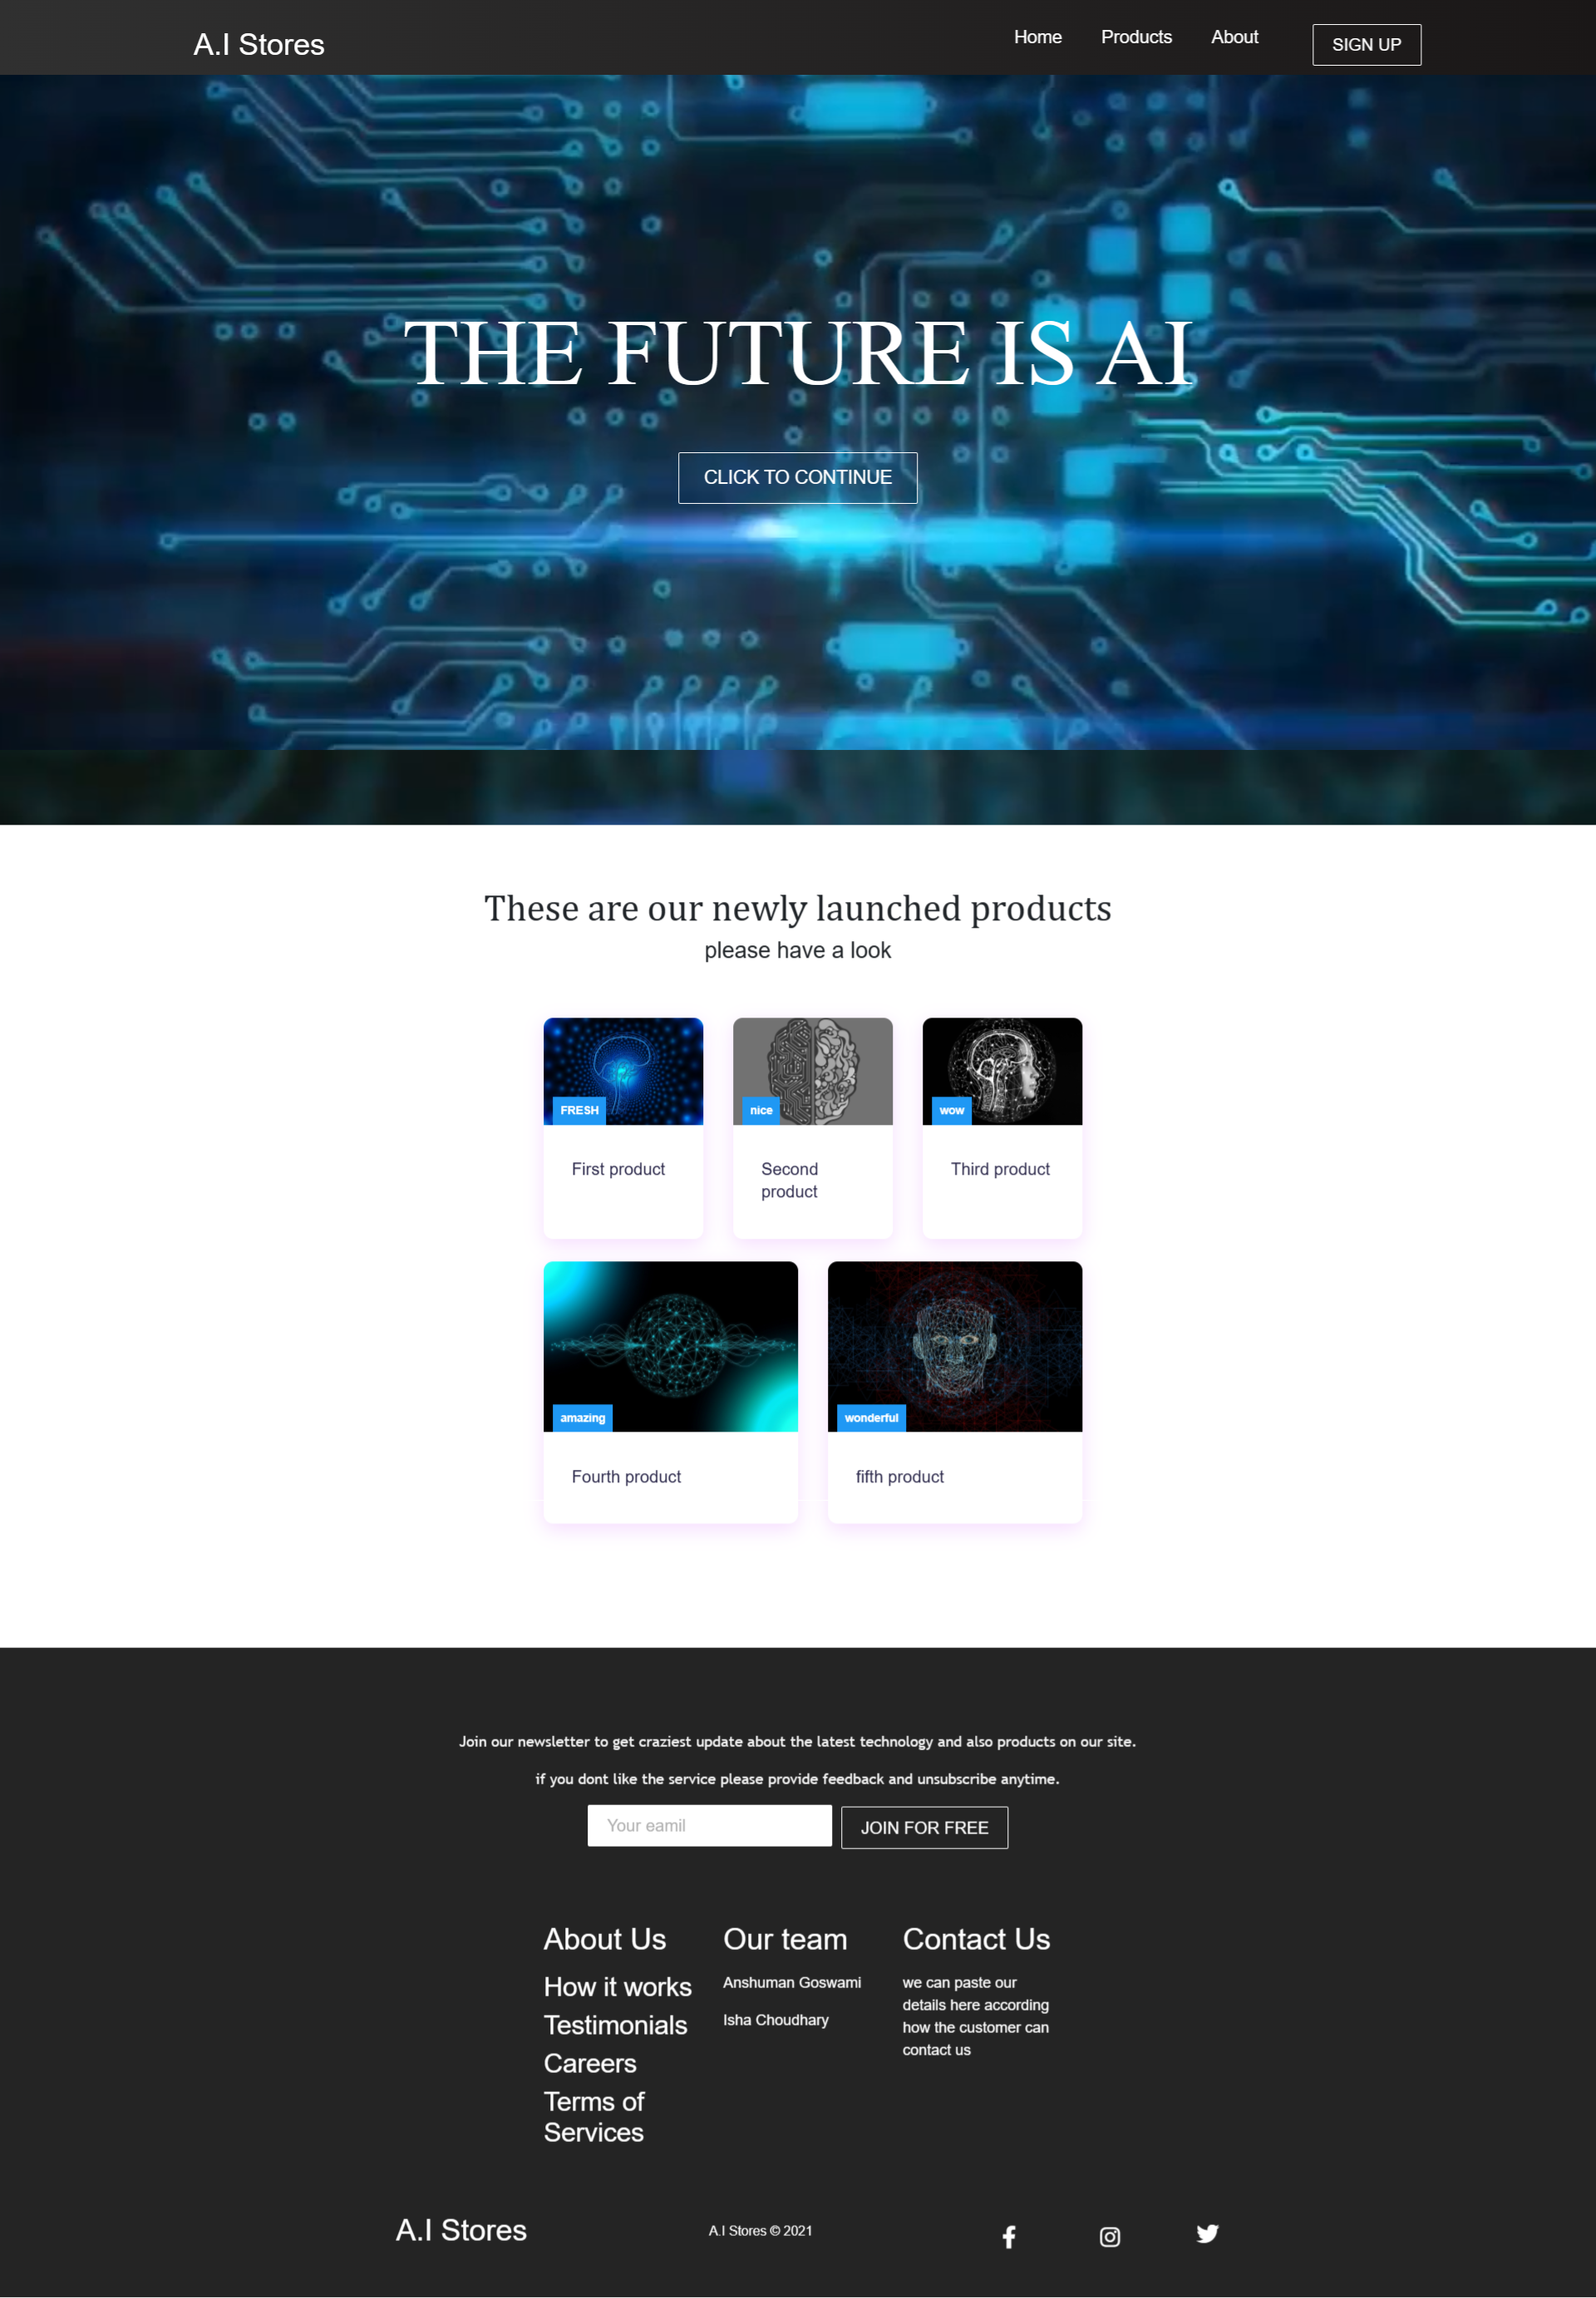 A.I Stores
Home
Products
About
SIGN UP
THE FUTURE IS AI
CLICK TO CONTINUE
These are our newly launched products
please have a look
FRESH
nice
wow
First product
Second
product
Third product
amazing
wonderful
Fourth product
fifth product
Join our newsletter to get craziest update about the latest technology and also products on our site.
if you dont like the service please provide feedback and unsubscribe anytime.
Your eamil
JOIN FOR FREE
About Us
How it works
Testimonials
Careers
Terms of
Services
Our team
Anshuman Goswami
Isha Choudhary
Contact Us
we can paste our
details here according
how the customer can
contact us
A.I Stores
A.I Stores © 2021